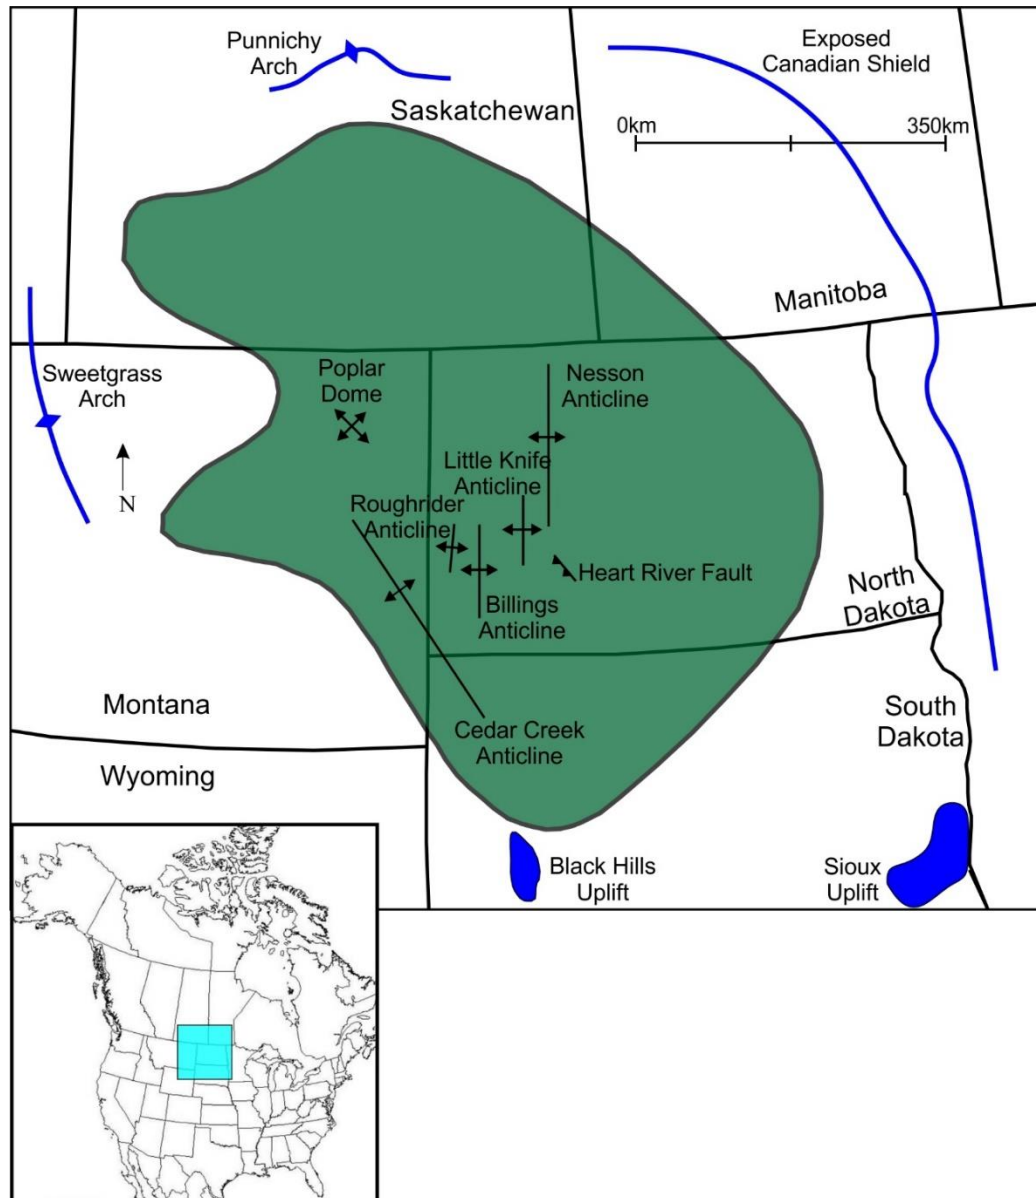 Punnichy
Arch
Exposed
Canadian Shield
Saskatchewan
0km
350km
Manitoba
Sweetgrass
Arch
N
Poplar
Dome
Nesson
Anticline
Little Knife
Anticline
Roughrider
Anticline
Heart River Fault
Billings
Anticline
North
Dakota
Montana
Cedar Creek
Anticline
South
Dakota
Wyoming
Black Hills
Uplift
Sioux
Uplift